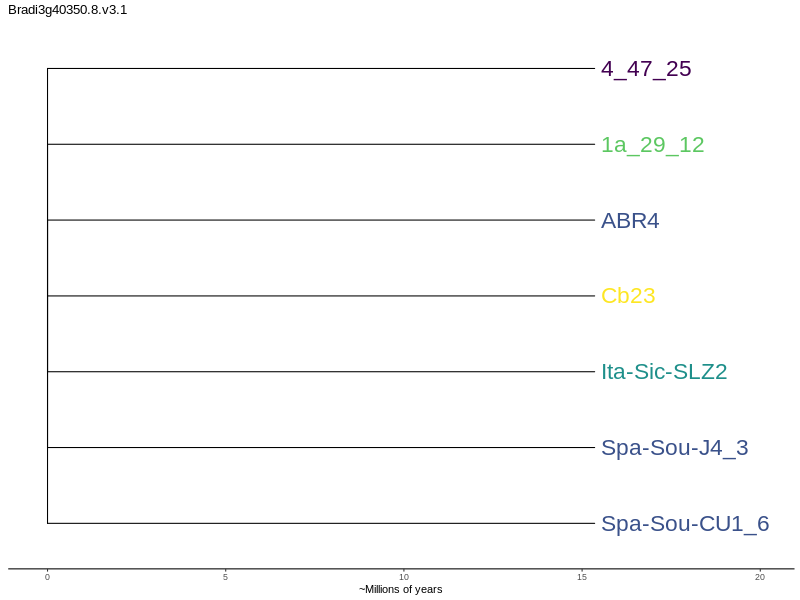 Bradi3g40350.8.v3.1
4_47_25
1a_29_12
ABR4
Cb23
Ita-Sic-SLZ2
Spa-Sou-J4_3
Spa-Sou-CU1_6
0 5 10 15 20
~Millions of years